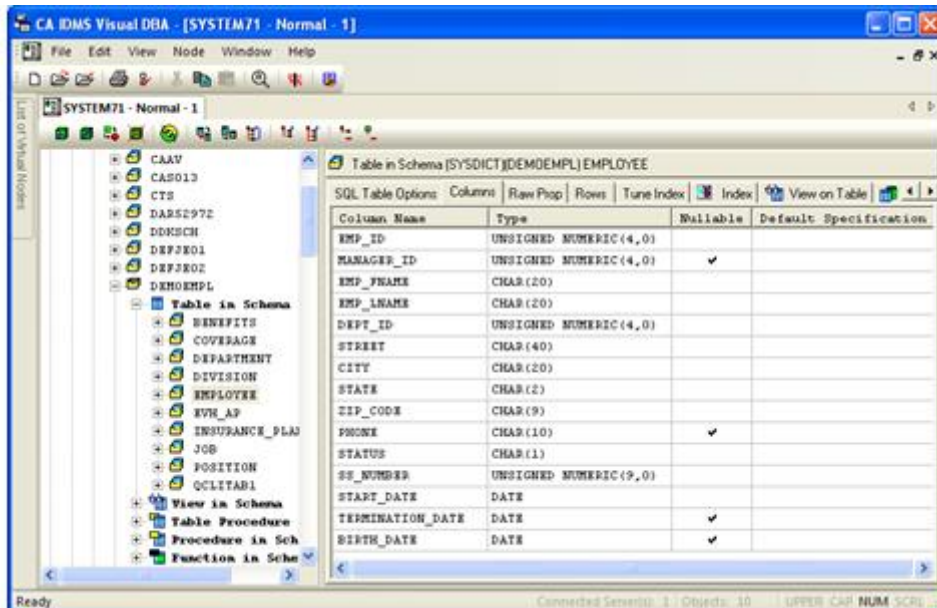 CA IDMS Visual DBA - [SYSTEM71 - Normal - 1]
File Edit View Node Window Help
SYSTEM71 - Normal - 1
List of Virtual Nodes
CAAV
CAS013
CTS
DARS2972
DDKSCH
DEFJE01
DEFJE02
DEMOEMPL
Table in Schema
BENEFITS
COVERAGE
DEPARTMENT
DIVISION
EMPLOYEE
EVH_AP
INSURANCE_PLA
JOB
POSITION
QCLITAB1
View in Schema
Table Procedure
Procedure in Sch
Function in Sche
Table in Schema [SYSDICT][DEMOEMPL] EMPLOYEE
SQL Table Options Columns Raw Prop Rows Tune Index Index View on Table
Column Name Type Nullable Default Specification
EMP_ID UNSIGNED NUMERIC(4,0)
MANAGER_ID UNSIGNED NUMERIC(4,0) ✔
EMP_FNAME CHAR(20)
EMP_LNAME CHAR(20)
DEPT_ID UNSIGNED NUMERIC(4,0)
STREET CHAR(40)
CITY CHAR(20)
STATE CHAR(2)
ZIP_CODE CHAR(9)
PHONE CHAR(10) ✔
STATUS CHAR(1)
SS_NUMBER UNSIGNED NUMERIC(9,0)
START_DATE DATE
TERMINATION_DATE DATE ✔
BIRTH_DATE DATE ✔
Ready Connected Server(s): 1 Objects: 10 UPPER CAP NUM SCRL